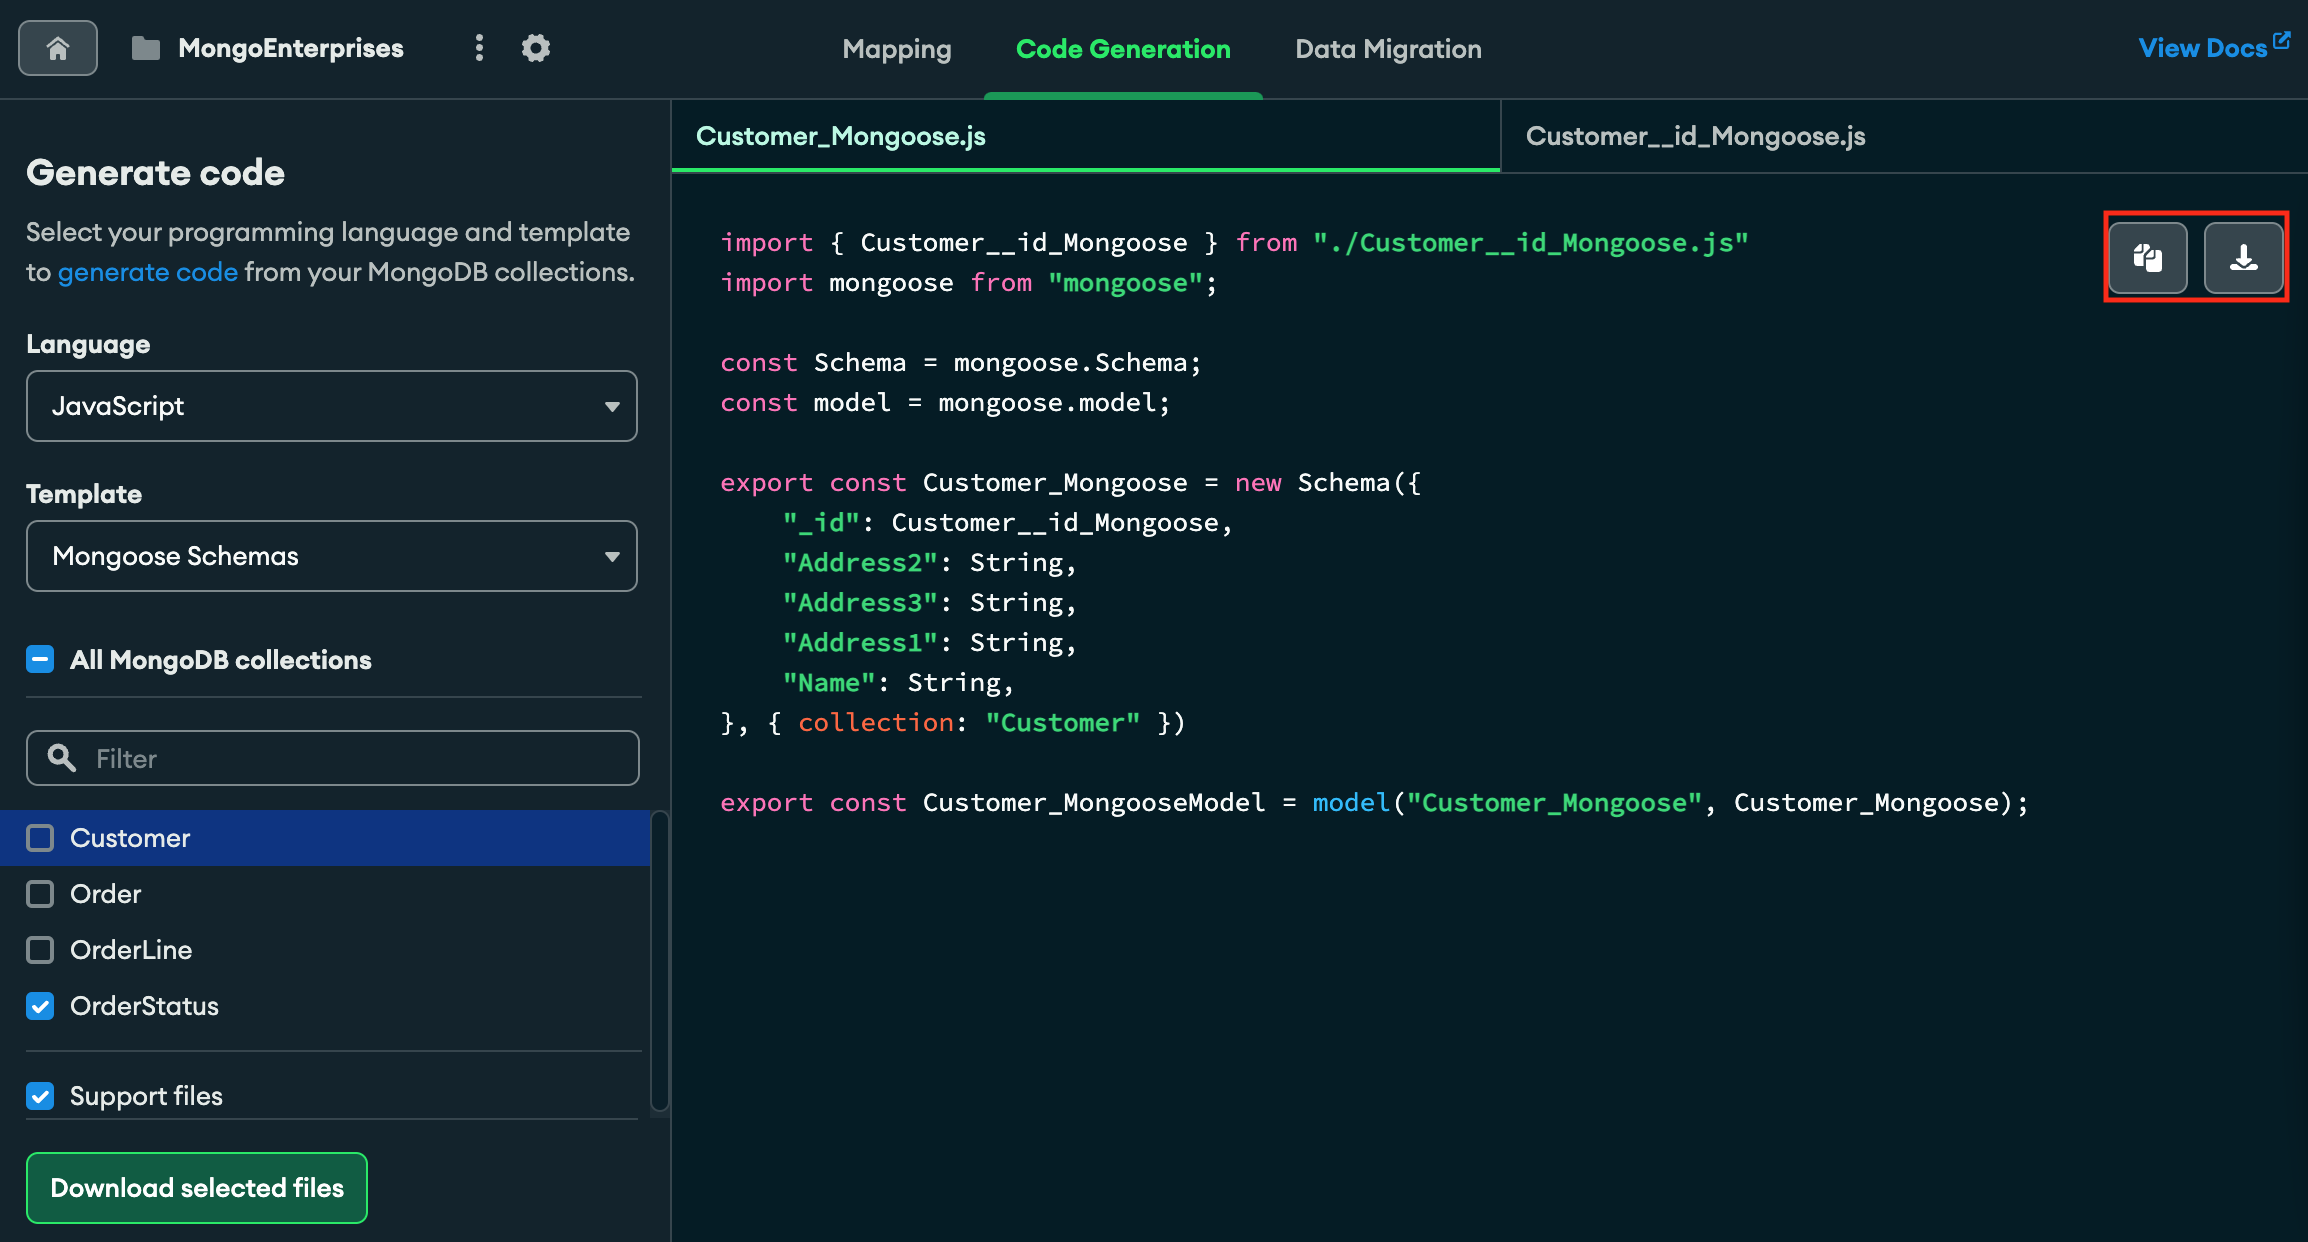 MongoEnterprises
Mapping
Code Generation
Data Migration
View Docs
Generate code
Select your programming language and template
to generate code from your MongoDB collections.
Language
JavaScript
Template
Mongoose Schemas
All MongoDB collections
Filter
Customer
Order
OrderLine
OrderStatus
Support files
Download selected files
Customer_Mongoose.js
Customer__id_Mongoose.js
import { Customer__id_Mongoose } from "./Customer__id_Mongoose.js"
import mongoose from "mongoose";
const Schema = mongoose.Schema;
const model = mongoose.model;
export const Customer_Mongoose = new Schema({
    "_id": Customer__id_Mongoose,
    "Address2": String,
    "Address3": String,
    "Address1": String,
    "Name": String,
}, { collection: "Customer" })
export const Customer_MongooseModel = model("Customer_Mongoose", Customer_Mongoose);